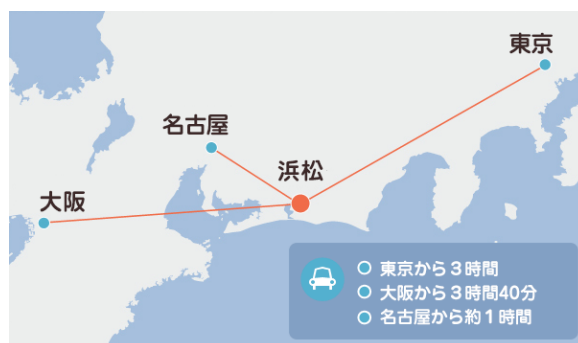 東京
名古屋
浜松
大阪
東京から3時間
大阪から3時間40分
名古屋から約1時間